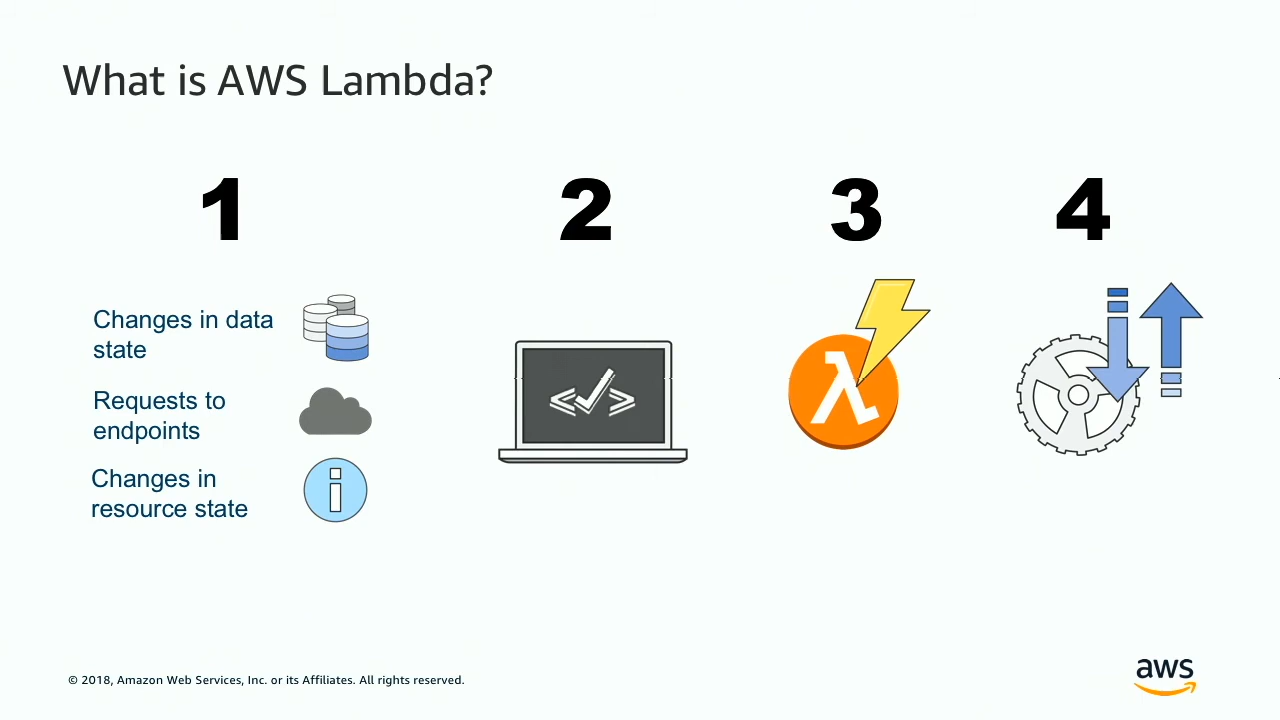 What is AWS Lambda?
1
2
3
4
Changes in data
state
Requests to
endpoints
Changes in
resource state
</>
λ
i
© 2018, Amazon Web Services, Inc. or its Affiliates. All rights reserved.
aws